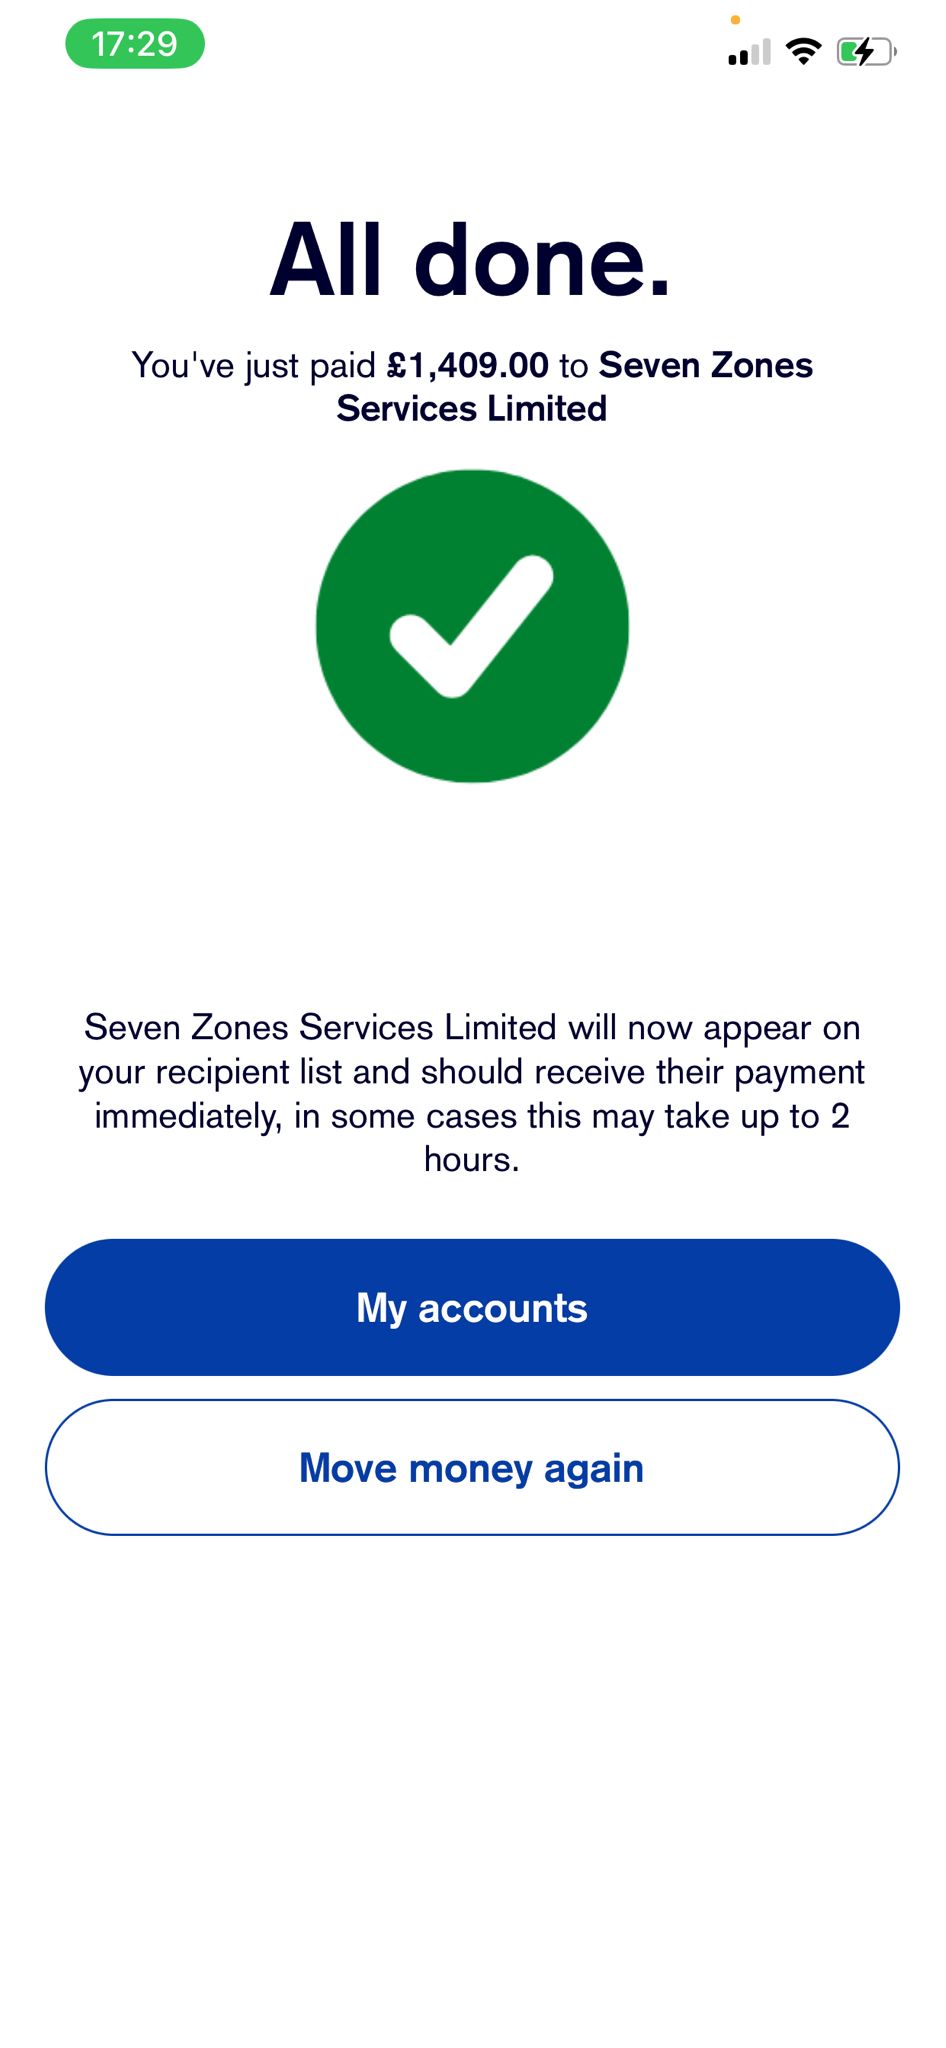 17:29
All done.
You've just paid £1,409.00 to Seven Zones
Services Limited
Seven Zones Services Limited will now appear on
your recipient list and should receive their payment
immediately, in some cases this may take up to 2
hours.
My accounts
Move money again